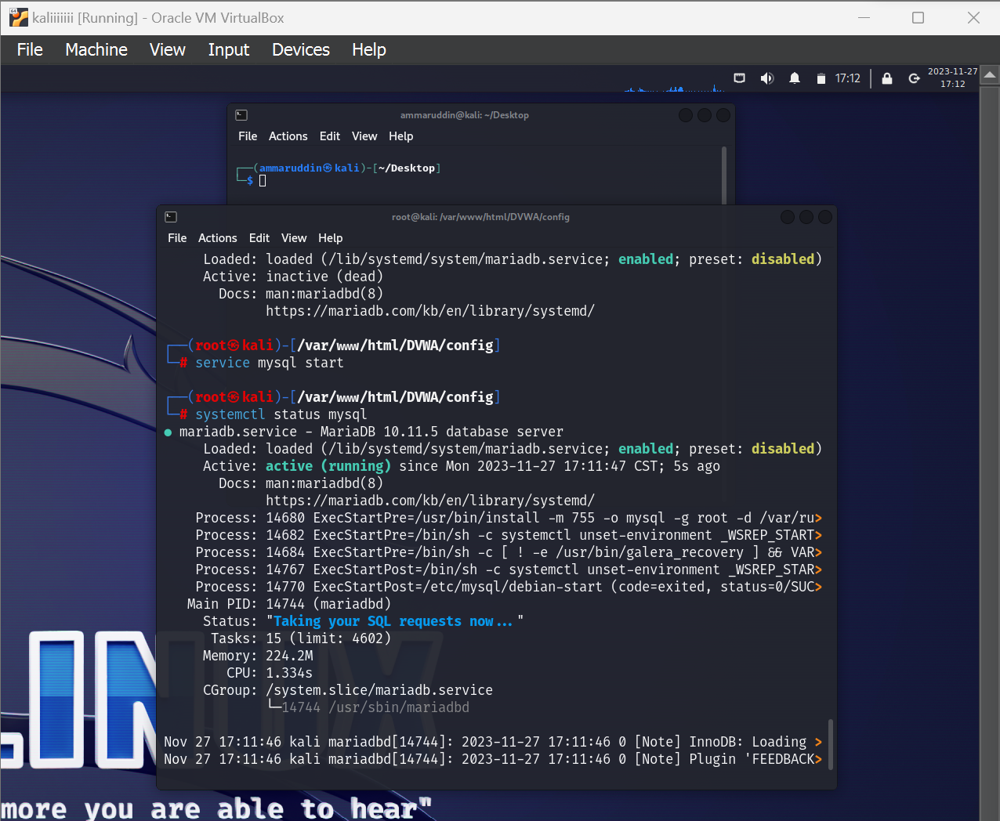 kaliiiiiii [Running] - Oracle VM VirtualBox
File Machine View Input Devices Help
17:12
2023-11-27
17:12
ammaruddin@kali: ~/Desktop
File Actions Edit View Help
┌──(ammaruddin㉿kali)-[~/Desktop]
└─$
root@kali: /var/www/html/DVWA/config
File Actions Edit View Help
Loaded: loaded (/lib/systemd/system/mariadb.service; enabled; preset: disabled)
Active: inactive (dead)
Docs: man:mariadbd(8)
https://mariadb.com/kb/en/library/systemd/
┌──(root㉿kali)-[/var/www/html/DVWA/config]
└─# service mysql start
┌──(root㉿kali)-[/var/www/html/DVWA/config]
└─# systemctl status mysql
● mariadb.service - MariaDB 10.11.5 database server
Loaded: loaded (/lib/systemd/system/mariadb.service; enabled; preset: disabled)
Active: active (running) since Mon 2023-11-27 17:11:47 CST; 5s ago
Docs: man:mariadbd(8)
https://mariadb.com/kb/en/library/systemd/
Process: 14680 ExecStartPre=/usr/bin/install -m 755 -o mysql -g root -d /var/ru>
Process: 14682 ExecStartPre=/bin/sh -c systemctl unset-environment _WSREP_START>
Process: 14684 ExecStartPre=/bin/sh -c [ ! -e /usr/bin/galera_recovery ] && VAR>
Process: 14767 ExecStartPost=/bin/sh -c systemctl unset-environment _WSREP_STAR>
Process: 14770 ExecStartPost=/etc/mysql/debian-start (code=exited, status=0/SUC>
Main PID: 14744 (mariadbd)
Status: "Taking your SQL requests now..."
Tasks: 15 (limit: 4602)
Memory: 224.2M
CPU: 1.334s
CGroup: /system.slice/mariadb.service
└─14744 /usr/sbin/mariadbd
Nov 27 17:11:46 kali mariadbd[14744]: 2023-11-27 17:11:46 0 [Note] InnoDB: Loading >
Nov 27 17:11:46 kali mariadbd[14744]: 2023-11-27 17:11:46 0 [Note] Plugin 'FEEDBACK>
LINUX
more you are able to hear"